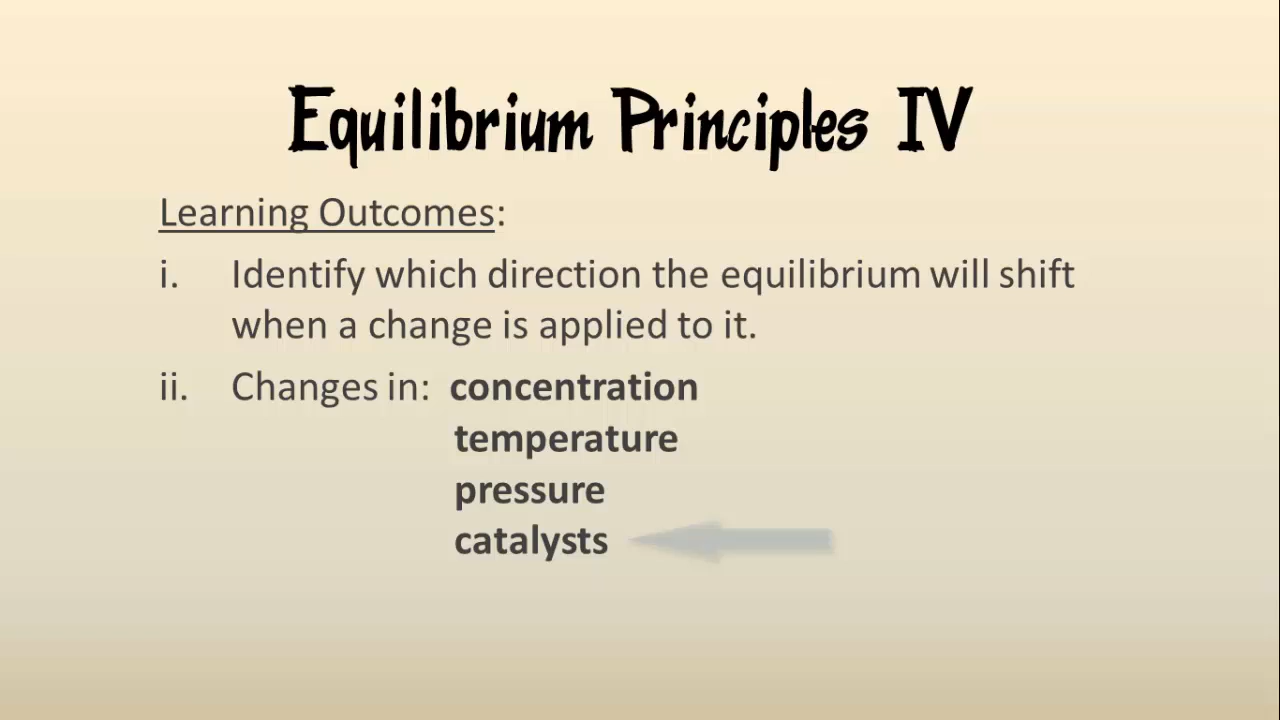 Equilibrium Principles IV
Learning Outcomes:
i. Identify which direction the equilibrium will shift
when a change is applied to it.
ii. Changes in: concentration
temperature
pressure
catalysts